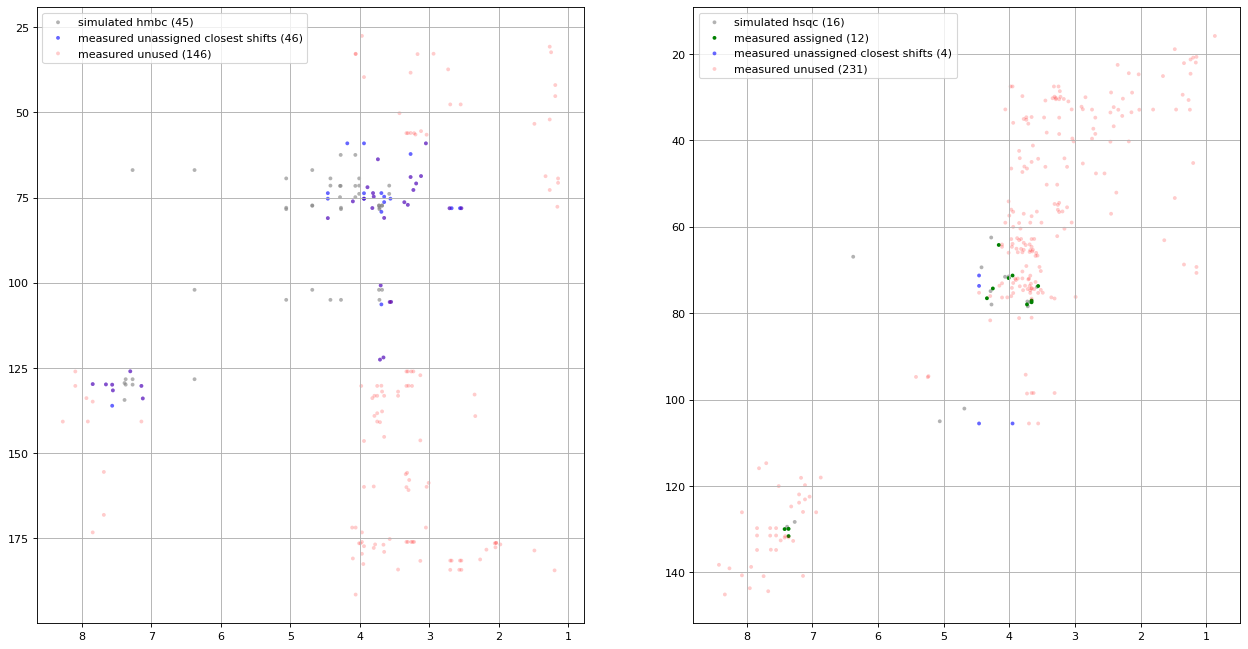 simulated hmbc (45)
measured unassigned closest shifts (46)
measured unused (146)
25
50
75
100
125
150
175
8 7 6 5 4 3 2 1
simulated hsqc (16)
measured assigned (12)
measured unassigned closest shifts (4)
measured unused (231)
20
40
60
80
100
120
140
8 7 6 5 4 3 2 1